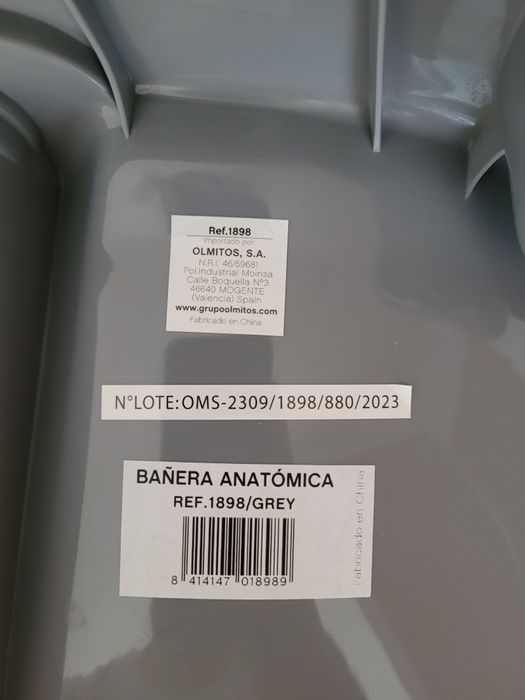 Ref.1898
Importado por:
OLMITOS, S.A.
N.R.I. 46/59681
Pol.Industrial Moinsa
Calle Boquella Nº3
46640 MOGENTE
(Valencia) Spain
www.grupoolmitos.com
Fabricado en China
N°LOTE:OMS-2309/1898/880/2023
BAÑERA ANATÓMICA
REF.1898/GREY
8 414147 018989
Fabricado en China